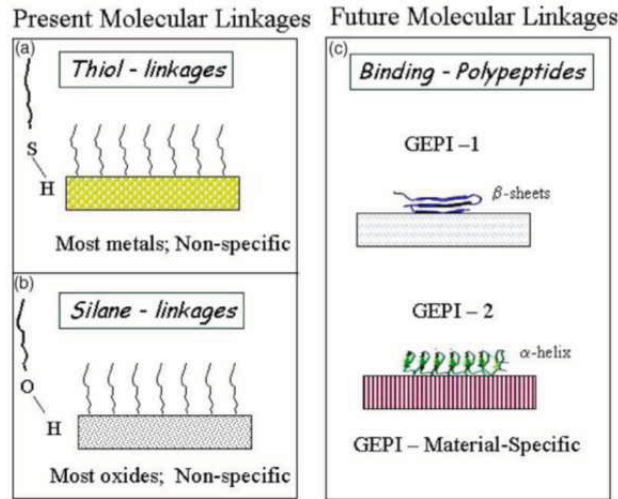 Present Molecular Linkages
(a)
Thiol - linkages
S
H
Most metals; Non-specific
(b)
Silane - linkages
O
H
Most oxides; Non-specific
Future Molecular Linkages
(c)
Binding - Polypeptides
GEPI –1
β-sheets
GEPI – 2
α-helix
GEPI – Material-Specific